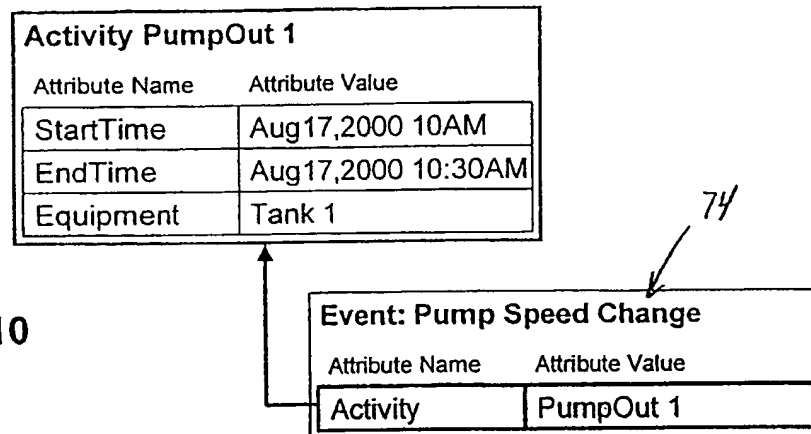 Activity PumpOut 1
Attribute Name Attribute Value
StartTime Aug17,2000 10AM
EndTime Aug17,2000 10:30AM
Equipment Tank 1
74
10
Event: Pump Speed Change
Attribute Name Attribute Value
Activity PumpOut 1